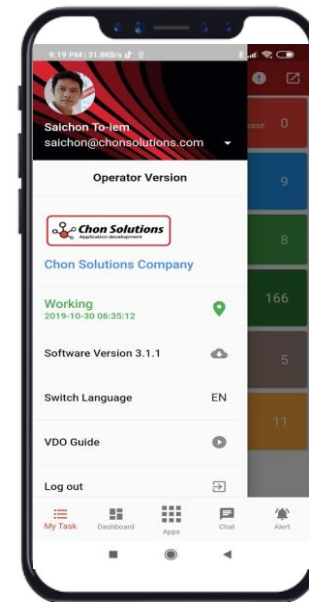 9:19 PM | 31.8KB/s
Saichon To-iem
saichon@chonsolutions.com
Operator Version
Chon Solutions
Application development
Chon Solutions Company
Working
2019-10-30 06:35:12
Software Version 3.1.1
Switch Language EN
VDO Guide
Log out
0
9
8
166
5
11
My Task Dashboard Apps Chat Alert